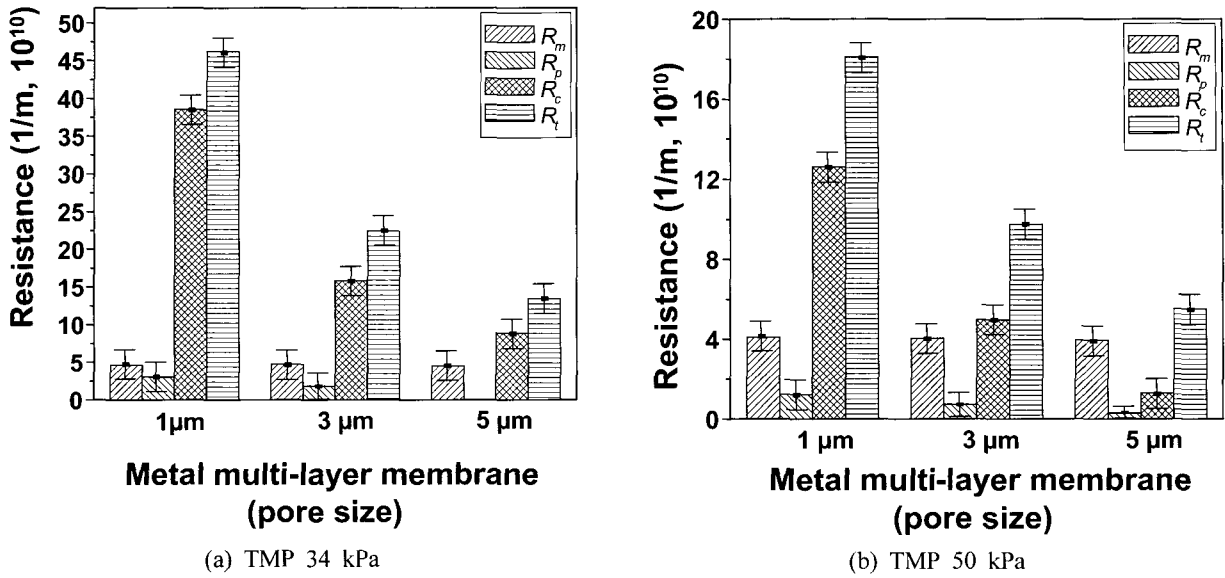 50
45
40
35
30
25
20
15
10
5
0
Resistance (1/m, 10¹⁰)
Rₘ
Rₚ
R_c
Rₜ
1µm
3 µm
5 µm
Metal multi-layer membrane
(pore size)
(a) TMP 34 kPa
20
16
12
8
4
0
Resistance (1/m, 10¹⁰)
Rₘ
Rₚ
R_c
Rₜ
1 µm
3 µm
5 µm
Metal multi-layer membrane
(pore size)
(b) TMP 50 kPa